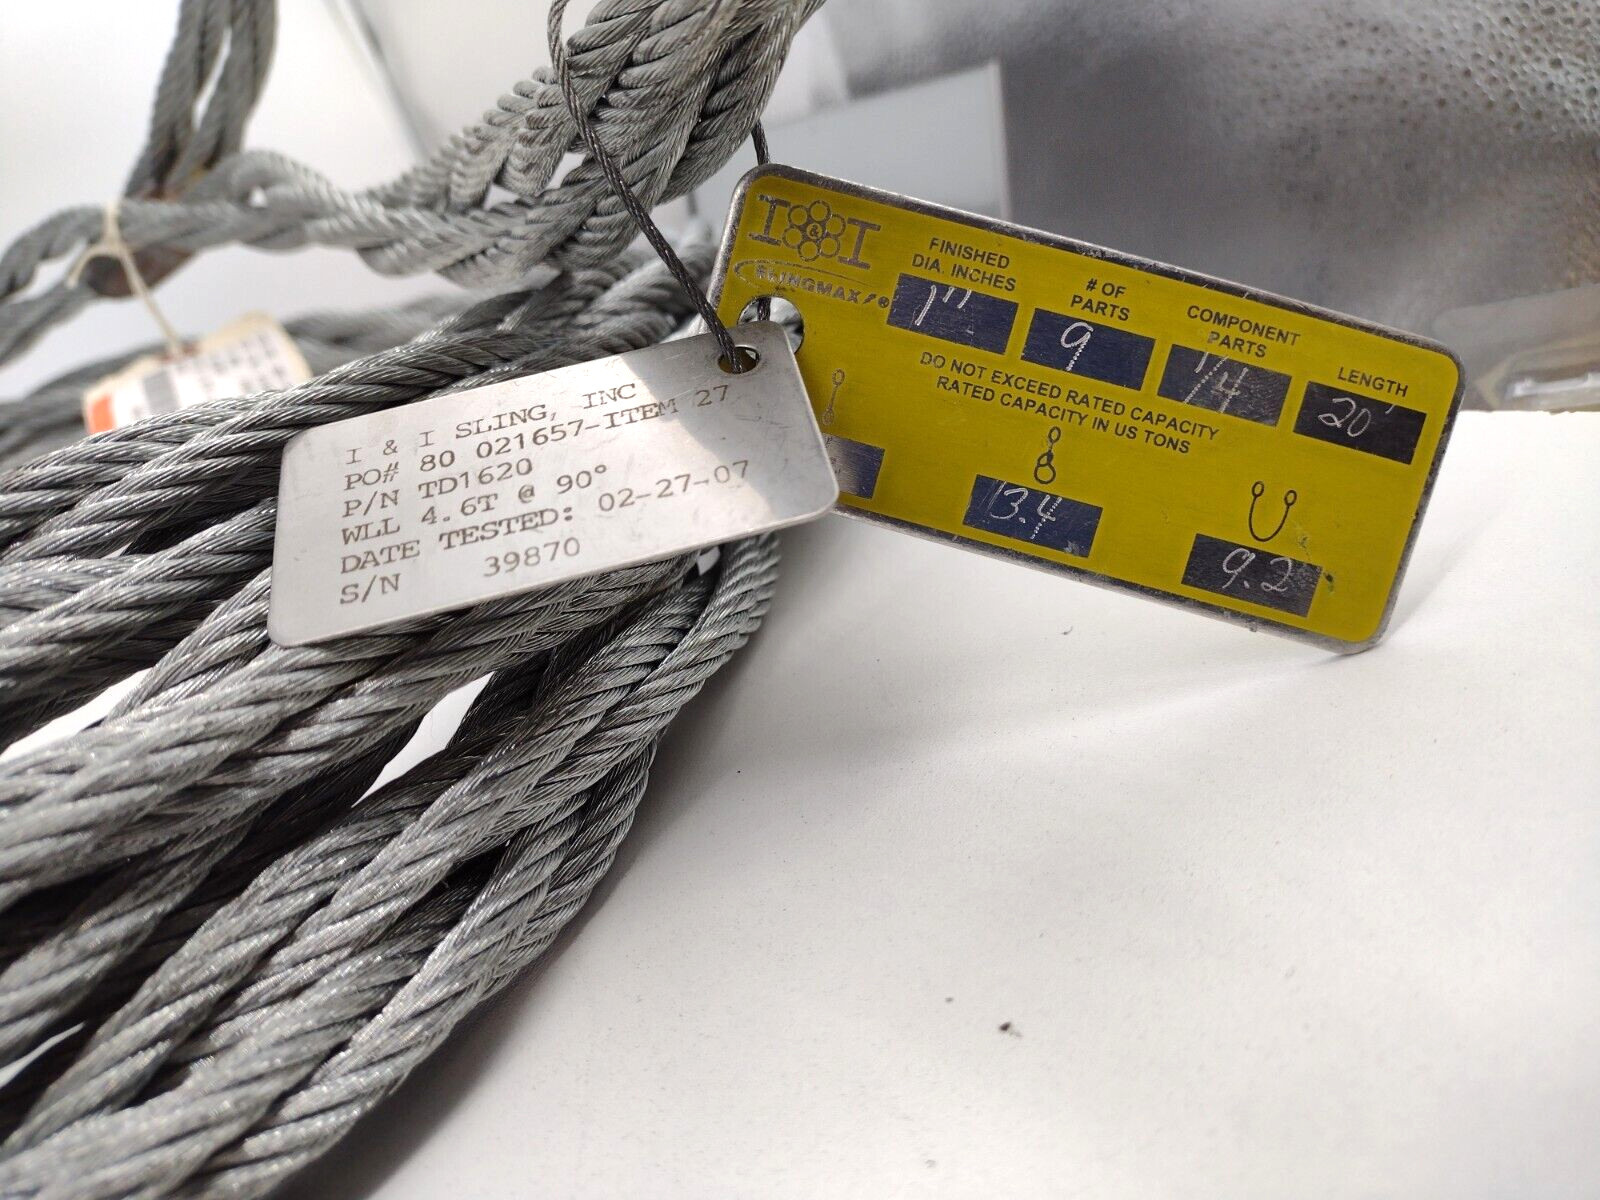 I & I SLING, INC
PO# 80 021657-ITEM 27
P/N TD1620
WLL 4.6T @ 90°
DATE TESTED: 02-27-07
S/N 39870
I&I
SLINGMAX®
FINISHED
DIA. INCHES
1"
# OF
PARTS
9
COMPONENT
PARTS
1/4
LENGTH
20'
DO NOT EXCEED RATED CAPACITY
RATED CAPACITY IN US TONS
13.4
9.2